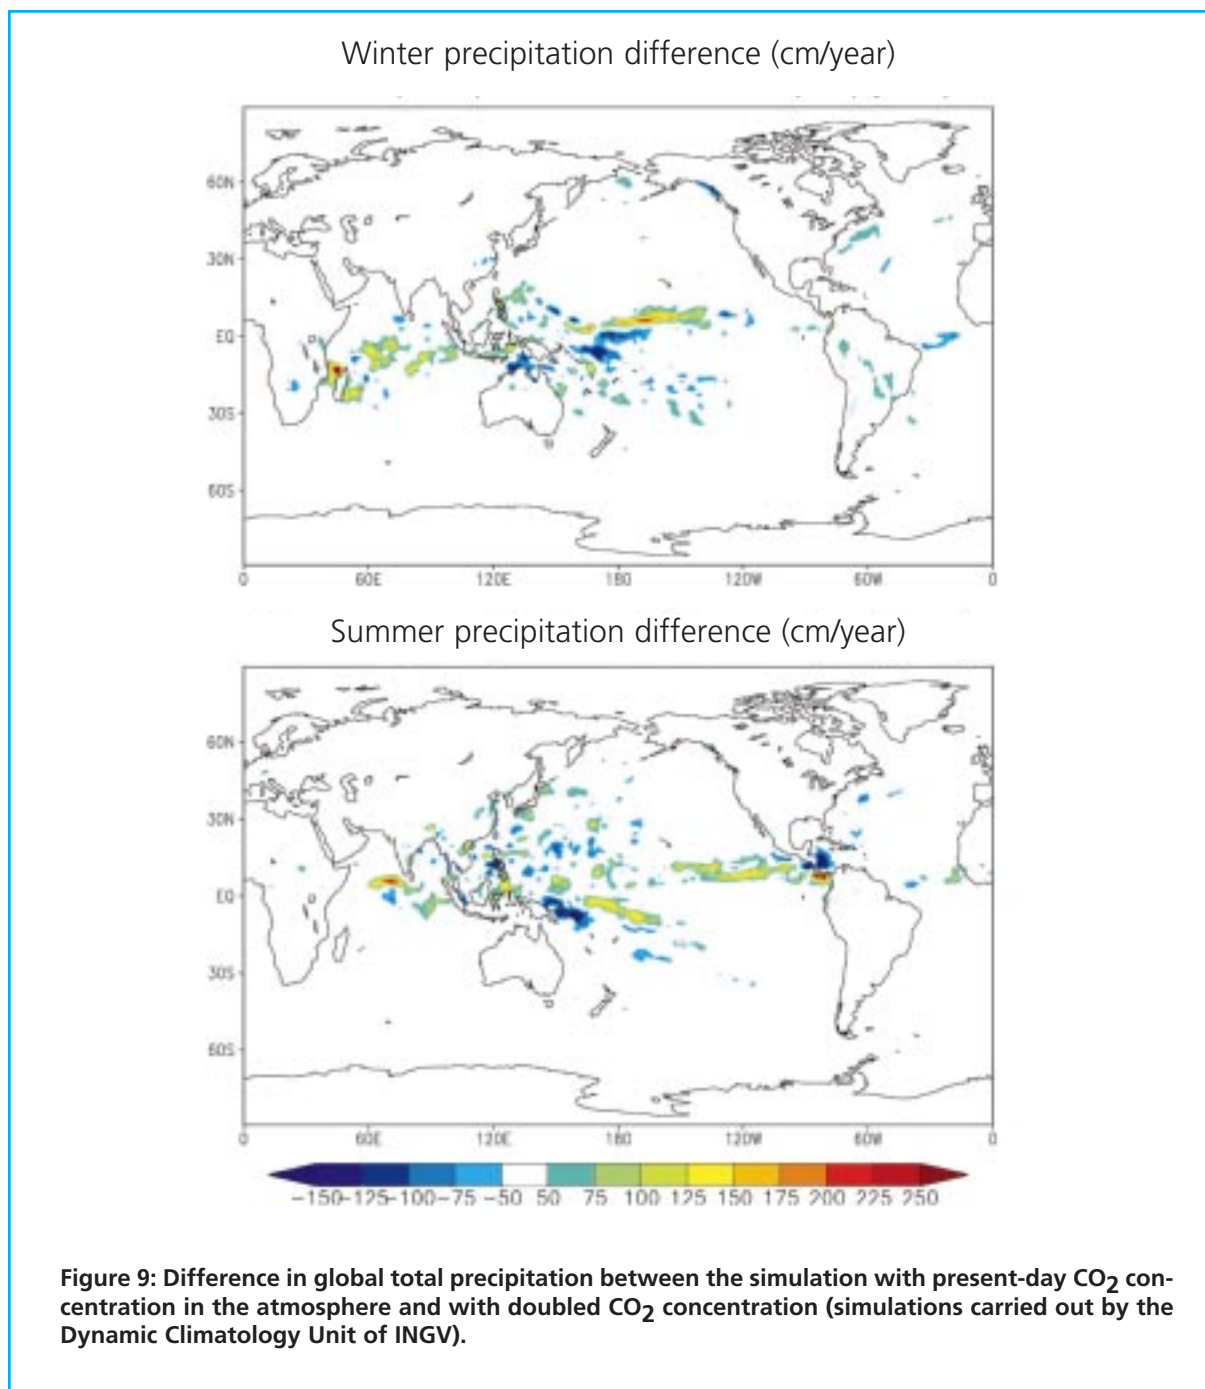 Winter precipitation difference (cm/year)
60N
30N
EQ
30S
60S
0 60E 120E 180 120W 60W 0
Summer precipitation difference (cm/year)
60N
30N
EQ
30S
60S
0 60E 120E 180 120W 60W 0
−150−125−100−75 −50 50 75 100 125 150 175 200 225 250
Figure 9: Difference in global total precipitation between the simulation with present-day CO2 con-
centration in the atmosphere and with doubled CO2 concentration (simulations carried out by the
Dynamic Climatology Unit of INGV).